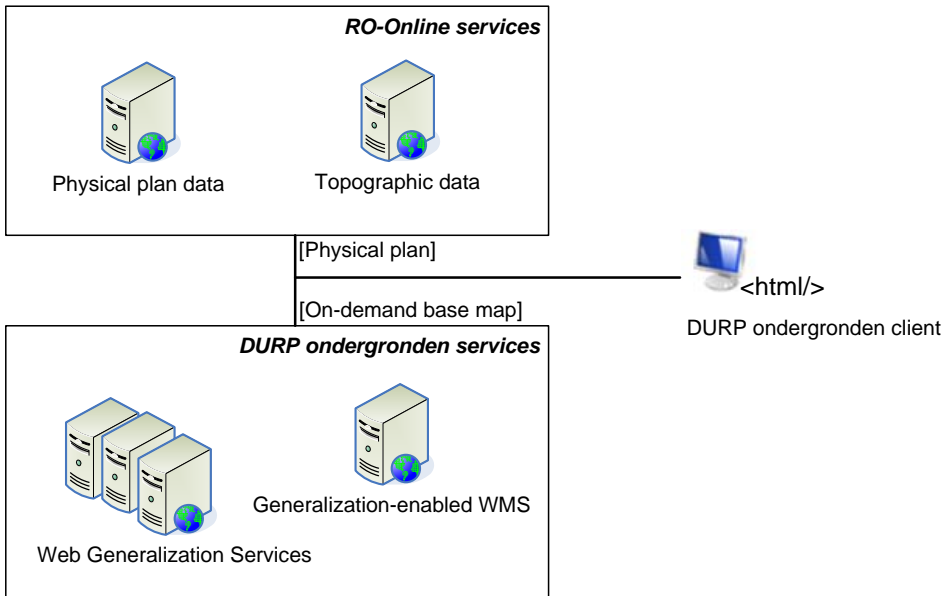 RO-Online services
Physical plan data
Topographic data
[Physical plan]
<html/>
DURP ondergronden client
[On-demand base map]
DURP ondergronden services
Generalization-enabled WMS
Web Generalization Services